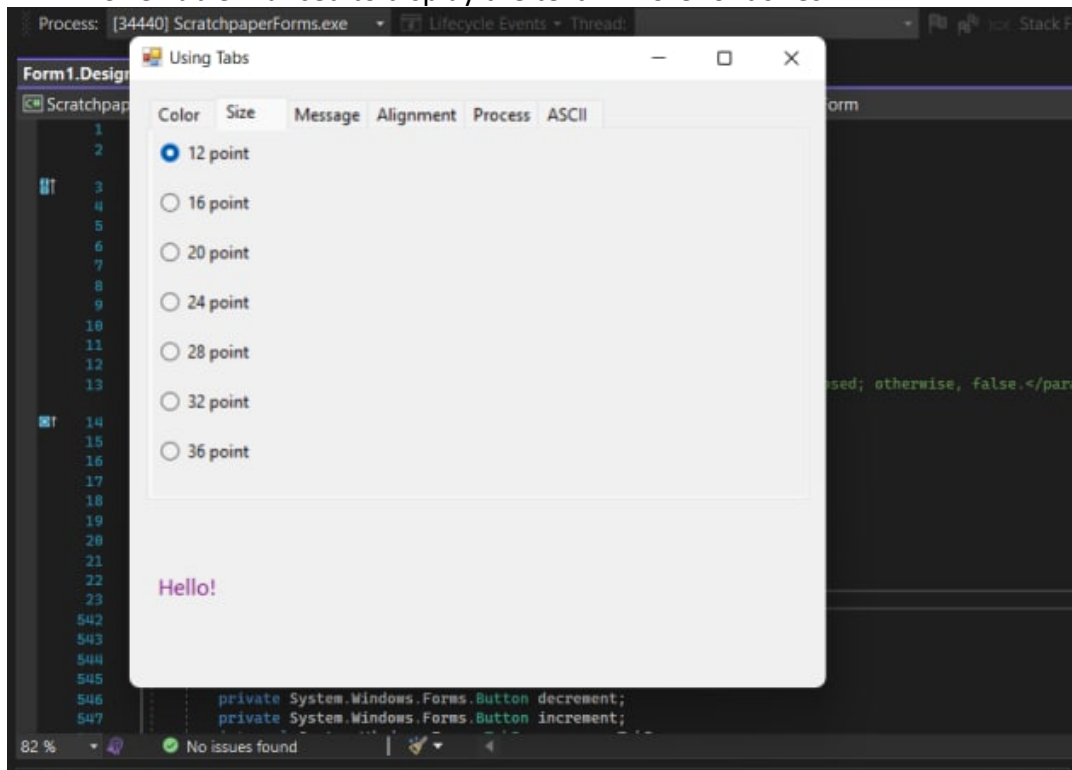 Process: [34440] ScratchpaperForms.exe Lifecycle Events Thread: Stack F
Using Tabs
Form1.Design
Scratchpap orm
Color Size Message Alignment Process ASCII
1
2
12 point
3
16 point
4
5
6
20 point
7
8
9
24 point
10
11
28 point
12
13
osed; otherwise, false.</para
32 point
14
15
36 point
16
17
18
19
20
21
22
Hello!
23
542
543
544
545
546 private System.Windows.Forms.Button decrement;
547 private System.Windows.Forms.Button increment;
82 % No issues found